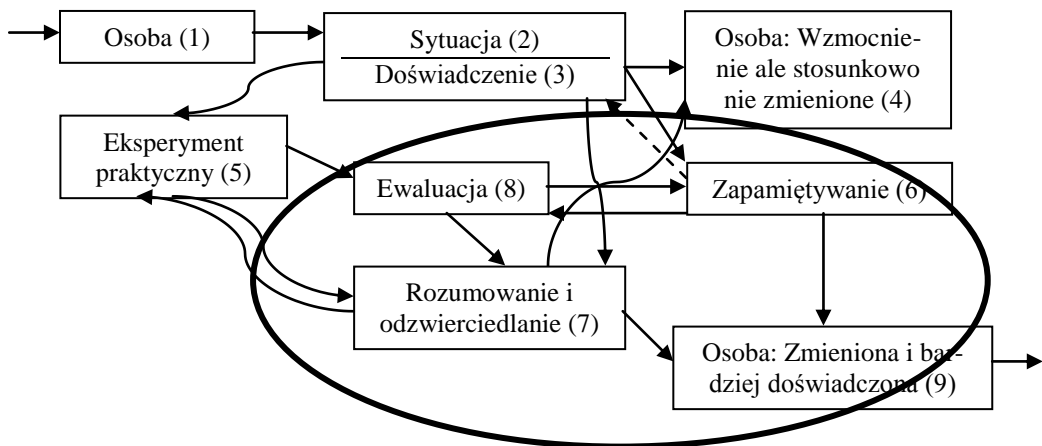 Osoba (1)
Sytuacja (2)
Doświadczenie (3)
Osoba: Wzmocnie-
nie ale stosunkowo
nie zmienione (4)
Eksperyment
praktyczny (5)
Ewaluacja (8)
Zapamiętywanie (6)
Rozumowanie i
odzwierciedlanie (7)
Osoba: Zmieniona i bar-
dziej doświadczona (9)